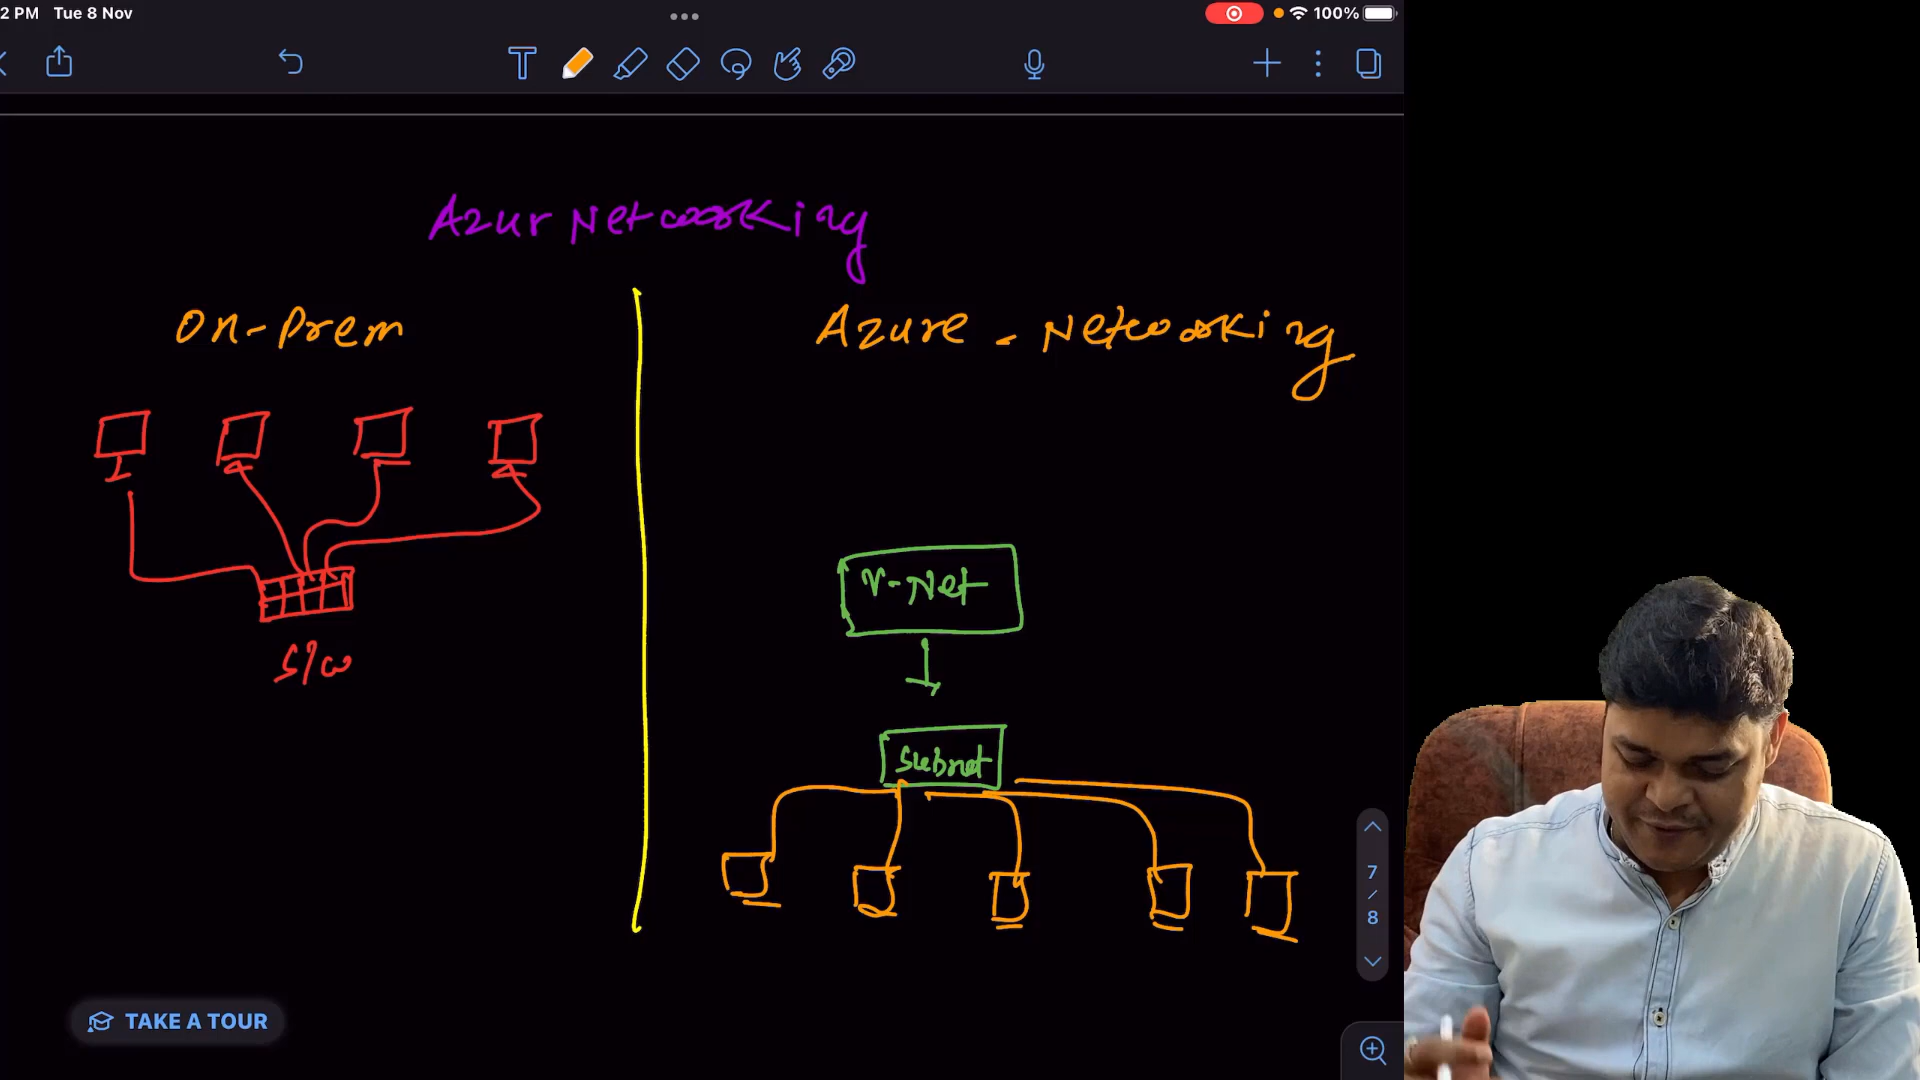 2 PM Tue 8 Nov
100%
Azur Networking
On-Prem
Azure - Networking
S/W
V-Net
Subnet
7
/
8
TAKE A TOUR